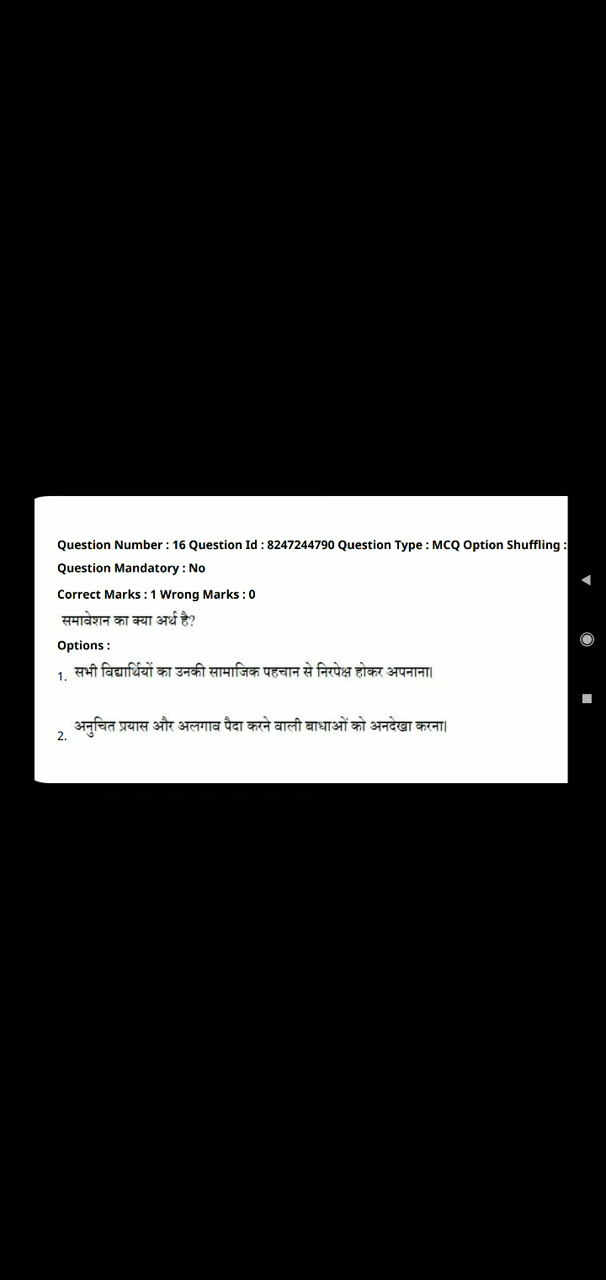 Question Number : 16 Question Id : 8247244790 Question Type : MCQ Option Shuffling :
Question Mandatory : No
Correct Marks : 1 Wrong Marks : 0
समावेशन का क्या अर्थ है?
Options :
1. सभी विद्यार्थियों का उनकी सामाजिक पहचान से निरपेक्ष होकर अपनाना।
2. अनुचित प्रयास और अलगाव पैदा करने वाली बाधाओं को अनदेखा करना।